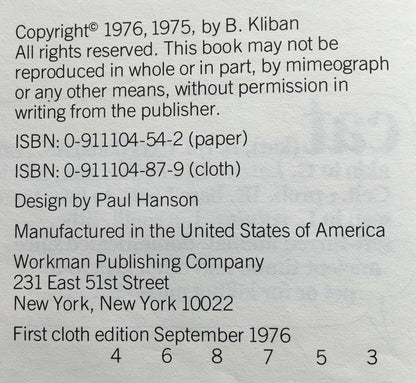 Copyright© 1976, 1975, by B. Kliban
All rights reserved. This book may not be
reproduced in whole or in part, by mimeograph
or any other means, without permission in
writing from the publisher.
ISBN: 0-911104-54-2 (paper)
ISBN: 0-911104-87-9 (cloth)
Design by Paul Hanson
Manufactured in the United States of America
Workman Publishing Company
231 East 51st Street
New York, New York 10022
First cloth edition September 1976
4 6 8 7 5 3